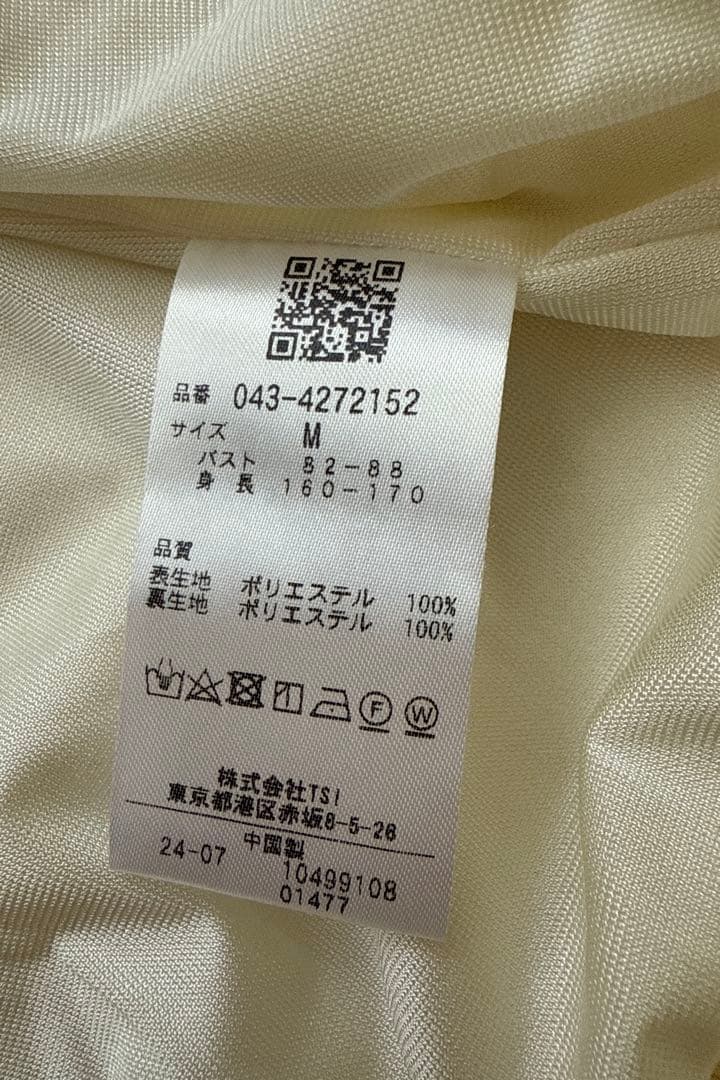 品番 043-4272152
サイズ M
バスト 82-88
身長 160-170
品質
表生地 ポリエステル 100%
裏生地 ポリエステル 100%
F W
株式会社TSI
東京都港区赤坂8-5-26
中国製
24-07 10499108
01477